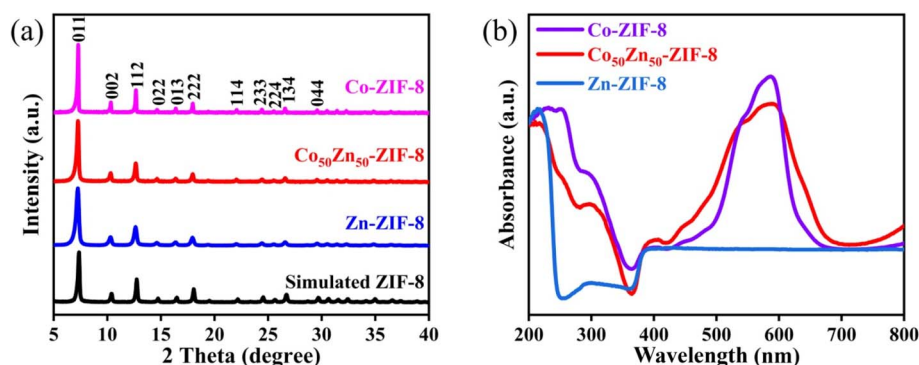 (a)
Intensity (a.u.)
011
002
112
022
013
222
114
233
224
134
044
Co-ZIF-8
Co₅₀Zn₅₀-ZIF-8
Zn-ZIF-8
Simulated ZIF-8
5 10 15 20 25 30 35 40
2 Theta (degree)
(b)
Absorbance (a.u.)
Co-ZIF-8
Co₅₀Zn₅₀-ZIF-8
Zn-ZIF-8
200 300 400 500 600 700 800
Wavelength (nm)